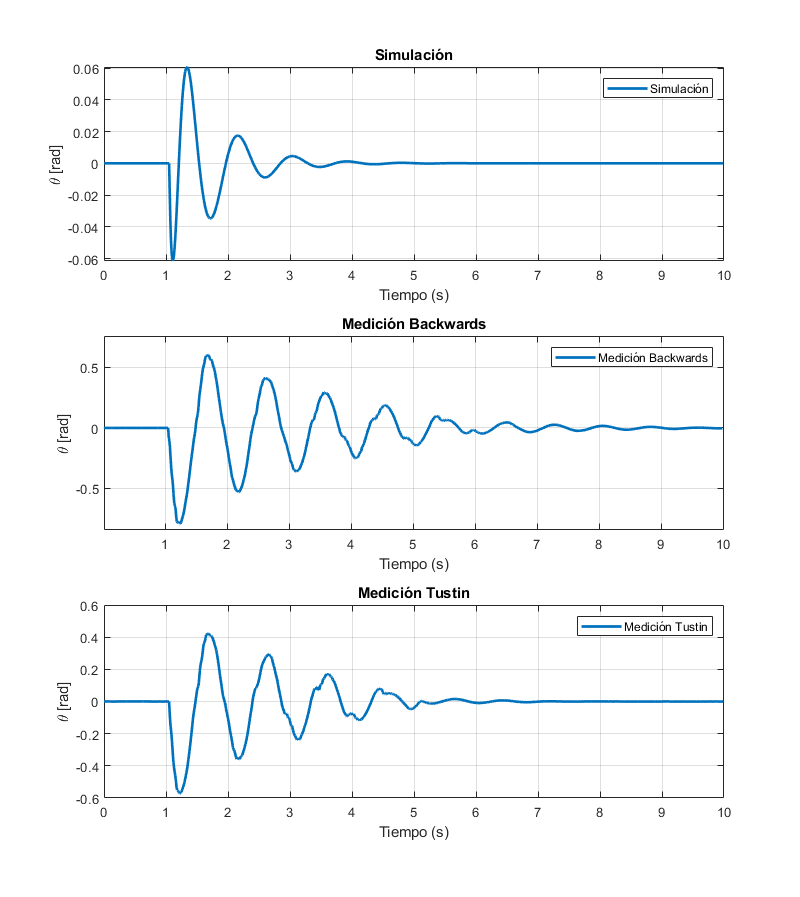 Simulación
Simulación
0.06
0.04
0.02
0
-0.02
-0.04
-0.06
θ [rad]
0 1 2 3 4 5 6 7 8 9 10
Tiempo (s)
Medición Backwards
Medición Backwards
0.5
0
-0.5
θ [rad]
1 2 3 4 5 6 7 8 9 10
Tiempo (s)
Medición Tustin
Medición Tustin
0.6
0.4
0.2
0
-0.2
-0.4
-0.6
θ [rad]
0 1 2 3 4 5 6 7 8 9 10
Tiempo (s)